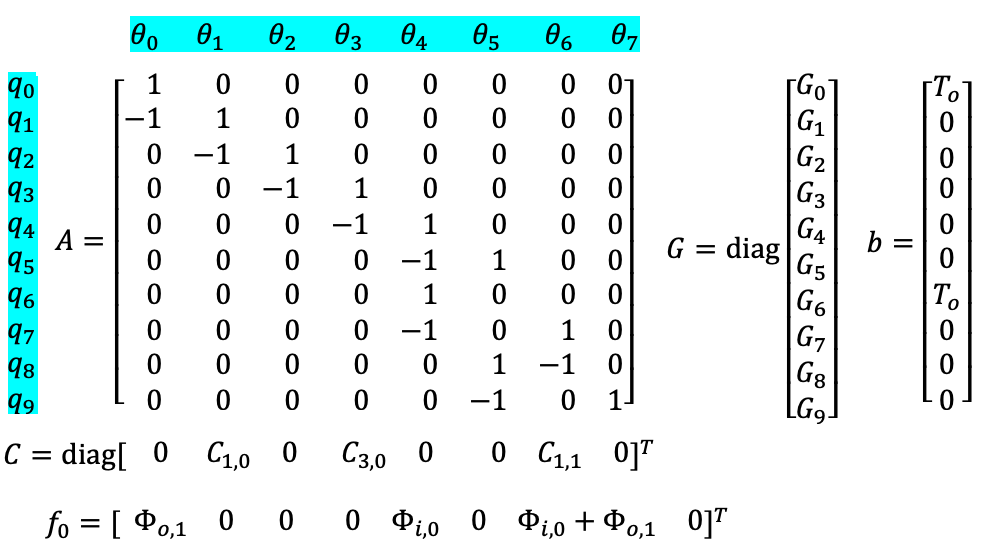 θ₀ θ₁ θ₂ θ₃ θ₄ θ₅ θ₆ θ₇
q₀ 1 0 0 0 0 0 0 0 G₀ Tₒ
q₁ −1 1 0 0 0 0 0 0 G₁ 0
q₂ 0 −1 1 0 0 0 0 0 G₂ 0
q₃ 0 0 −1 1 0 0 0 0 G₃ 0
q₄ A = 0 0 0 −1 1 0 0 0 G = diag G₄ b = 0
q₅ 0 0 0 0 −1 1 0 0 G₅ 0
q₆ 0 0 0 0 1 0 0 0 G₆ Tₒ
q₇ 0 0 0 0 −1 0 1 0 G₇ 0
q₈ 0 0 0 0 0 1 −1 0 G₈ 0
q₉ 0 0 0 0 0 −1 0 1 G₉ 0
C = diag[ 0 C₁,₀ 0 C₃,₀ 0 0 C₁,₁ 0]ᵀ
f₀ = [ Φₒ,₁ 0 0 0 Φᵢ,₀ 0 Φᵢ,₀ + Φₒ,₁ 0]ᵀ